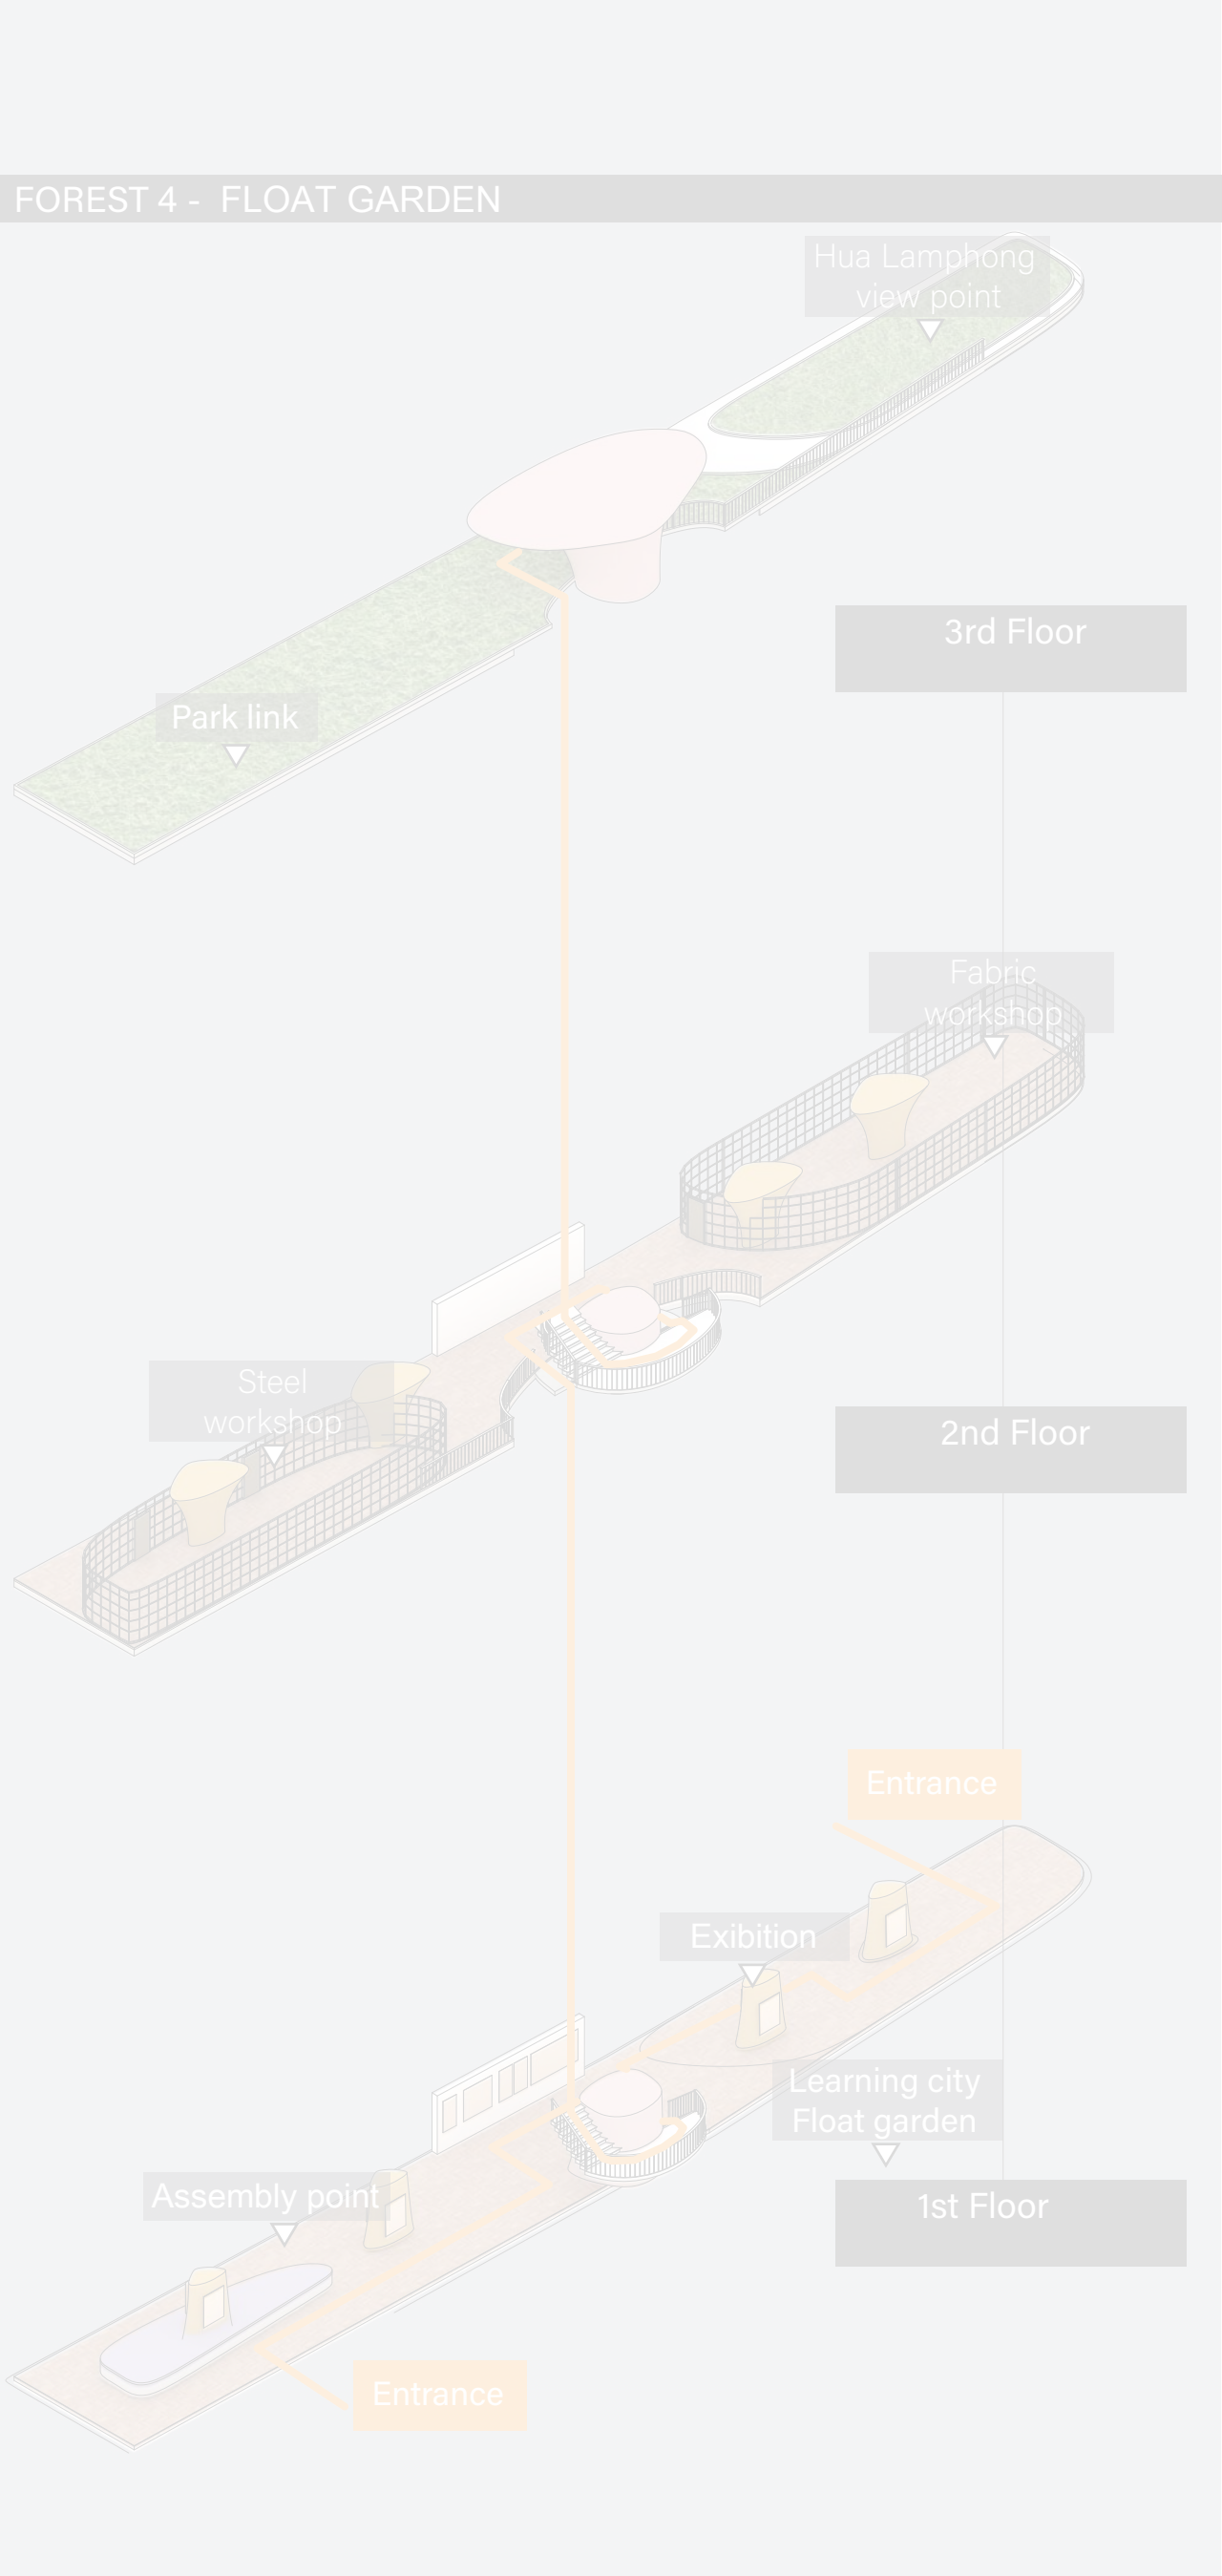 FOREST 4 - FLOAT GARDEN
Hua Lamphong
view point
3rd Floor
Park link
Fabric
workshop
Steel
workshop
2nd Floor
Entrance
Exibition
Learning city
Float garden
Assembly point
1st Floor
Entrance